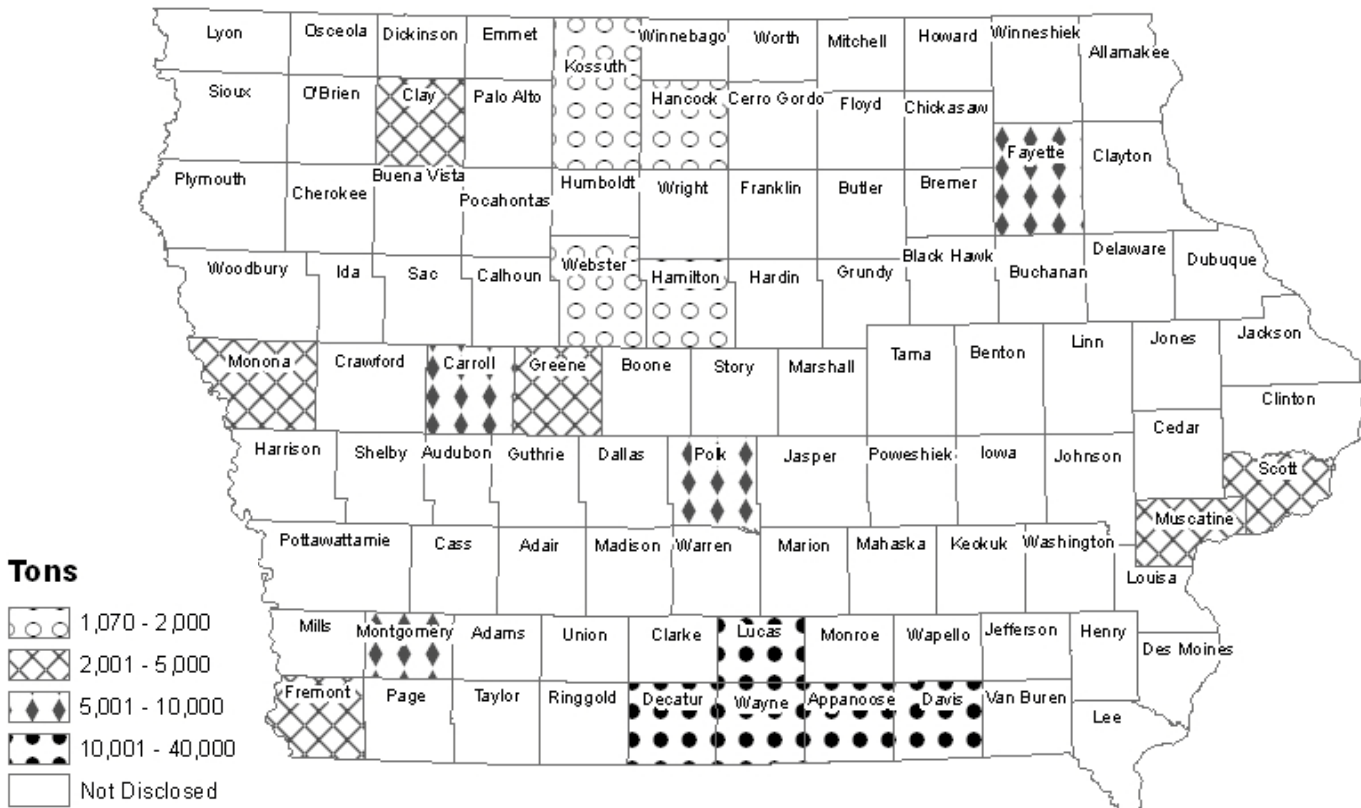 Lyon
Osceola
Dickinson
Emmet
Kossuth
Winnebago
Worth
Mitchell
Howard
Winneshiek
Allamakee
Sioux
O'Brien
Clay
Palo Alto
Hancock
Cerro Gordo
Floyd
Chickasaw
Fayette
Clayton
Plymouth
Cherokee
Buena Vista
Pocahontas
Humboldt
Wright
Franklin
Butler
Bremer
Woodbury
Ida
Sac
Calhoun
Webster
Hamilton
Hardin
Grundy
Black Hawk
Buchanan
Delaware
Dubuque
Monona
Crawford
Carroll
Greene
Boone
Story
Marshall
Tama
Benton
Linn
Jones
Jackson
Clinton
Harrison
Shelby
Audubon
Guthrie
Dallas
Polk
Jasper
Poweshiek
Iowa
Johnson
Cedar
Scott
Muscatine
Pottawattamie
Cass
Adair
Madison
Warren
Marion
Mahaska
Keokuk
Washington
Louisa
Mills
Montgomery
Adams
Union
Clarke
Lucas
Monroe
Wapello
Jefferson
Henry
Des Moines
Fremont
Page
Taylor
Ringgold
Decatur
Wayne
Appanoose
Davis
Van Buren
Lee
Tons
1,070 - 2,000
2,001 - 5,000
5,001 - 10,000
10,001 - 40,000
Not Disclosed